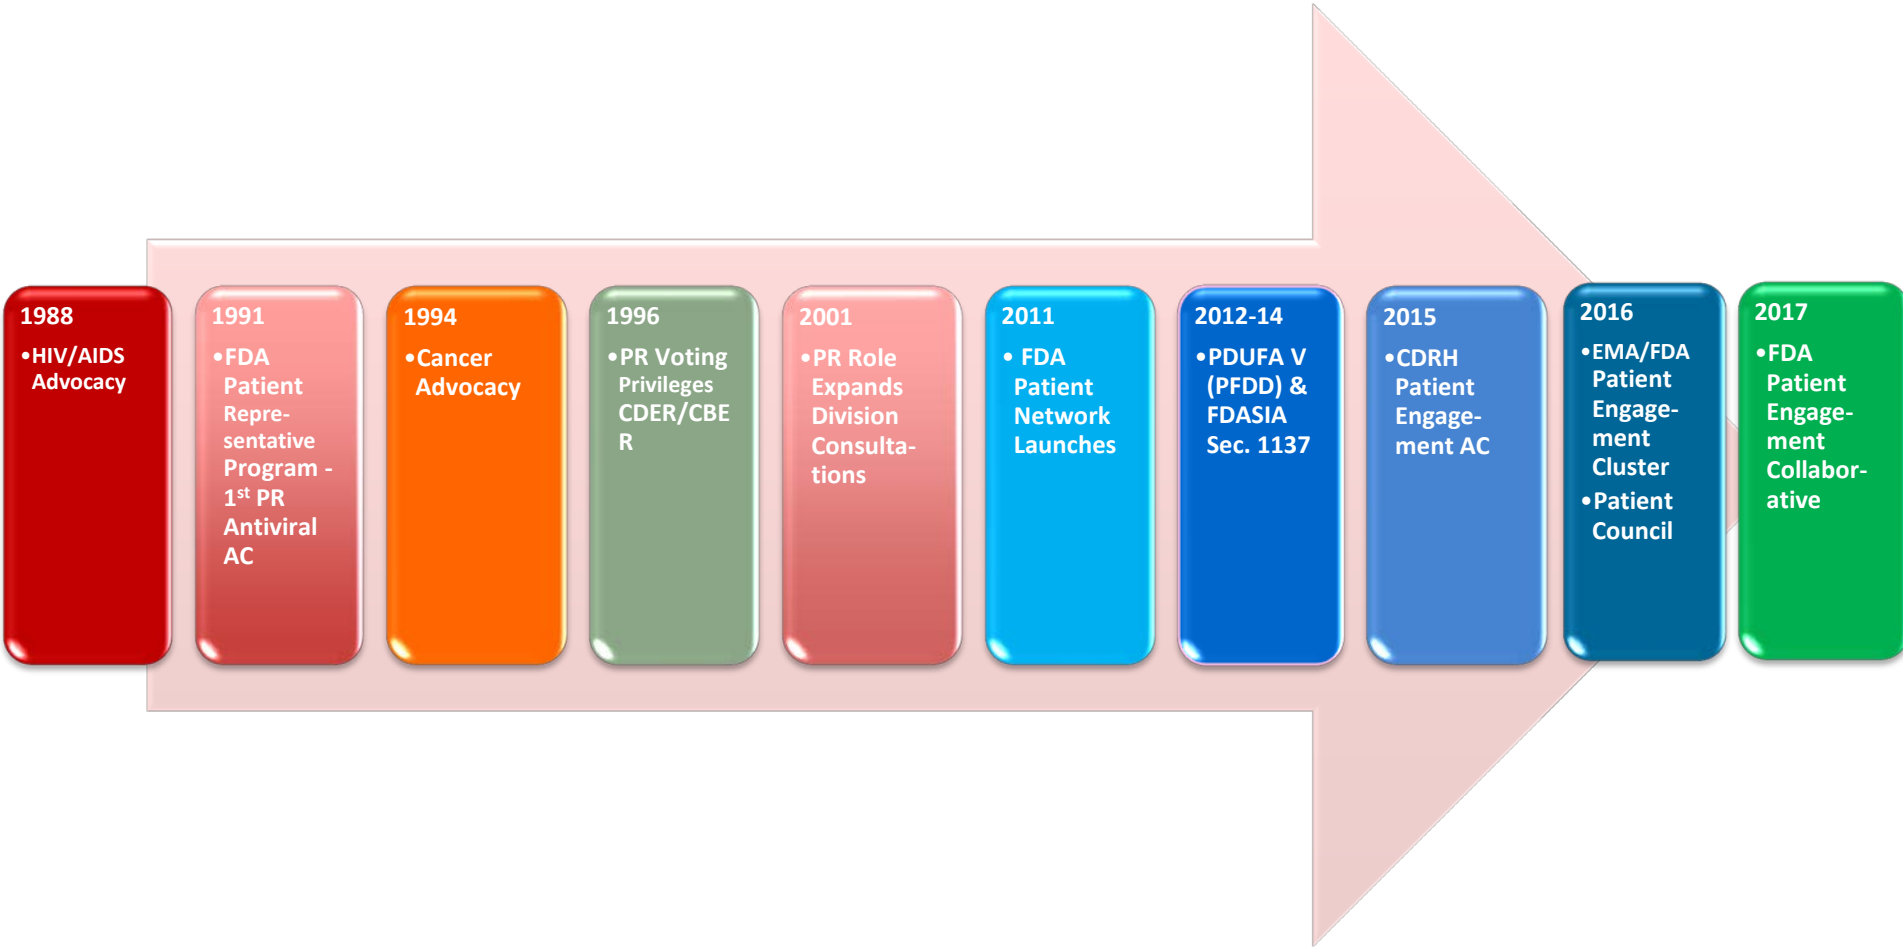 1988
•HIV/AIDS
Advocacy
1991
•FDA
Patient
Repre-
sentative
Program -
1st PR
Antiviral
AC
1994
•Cancer
Advocacy
1996
•PR Voting
Privileges
CDER/CBE
R
2001
•PR Role
Expands
Division
Consulta-
tions
2011
• FDA
Patient
Network
Launches
2012-14
•PDUFA V
(PFDD) &
FDASIA
Sec. 1137
2015
•CDRH
Patient
Engage-
ment AC
2016
•EMA/FDA
Patient
Engage-
ment
Cluster
•Patient
Council
2017
•FDA
Patient
Engage-
ment
Collabor-
ative